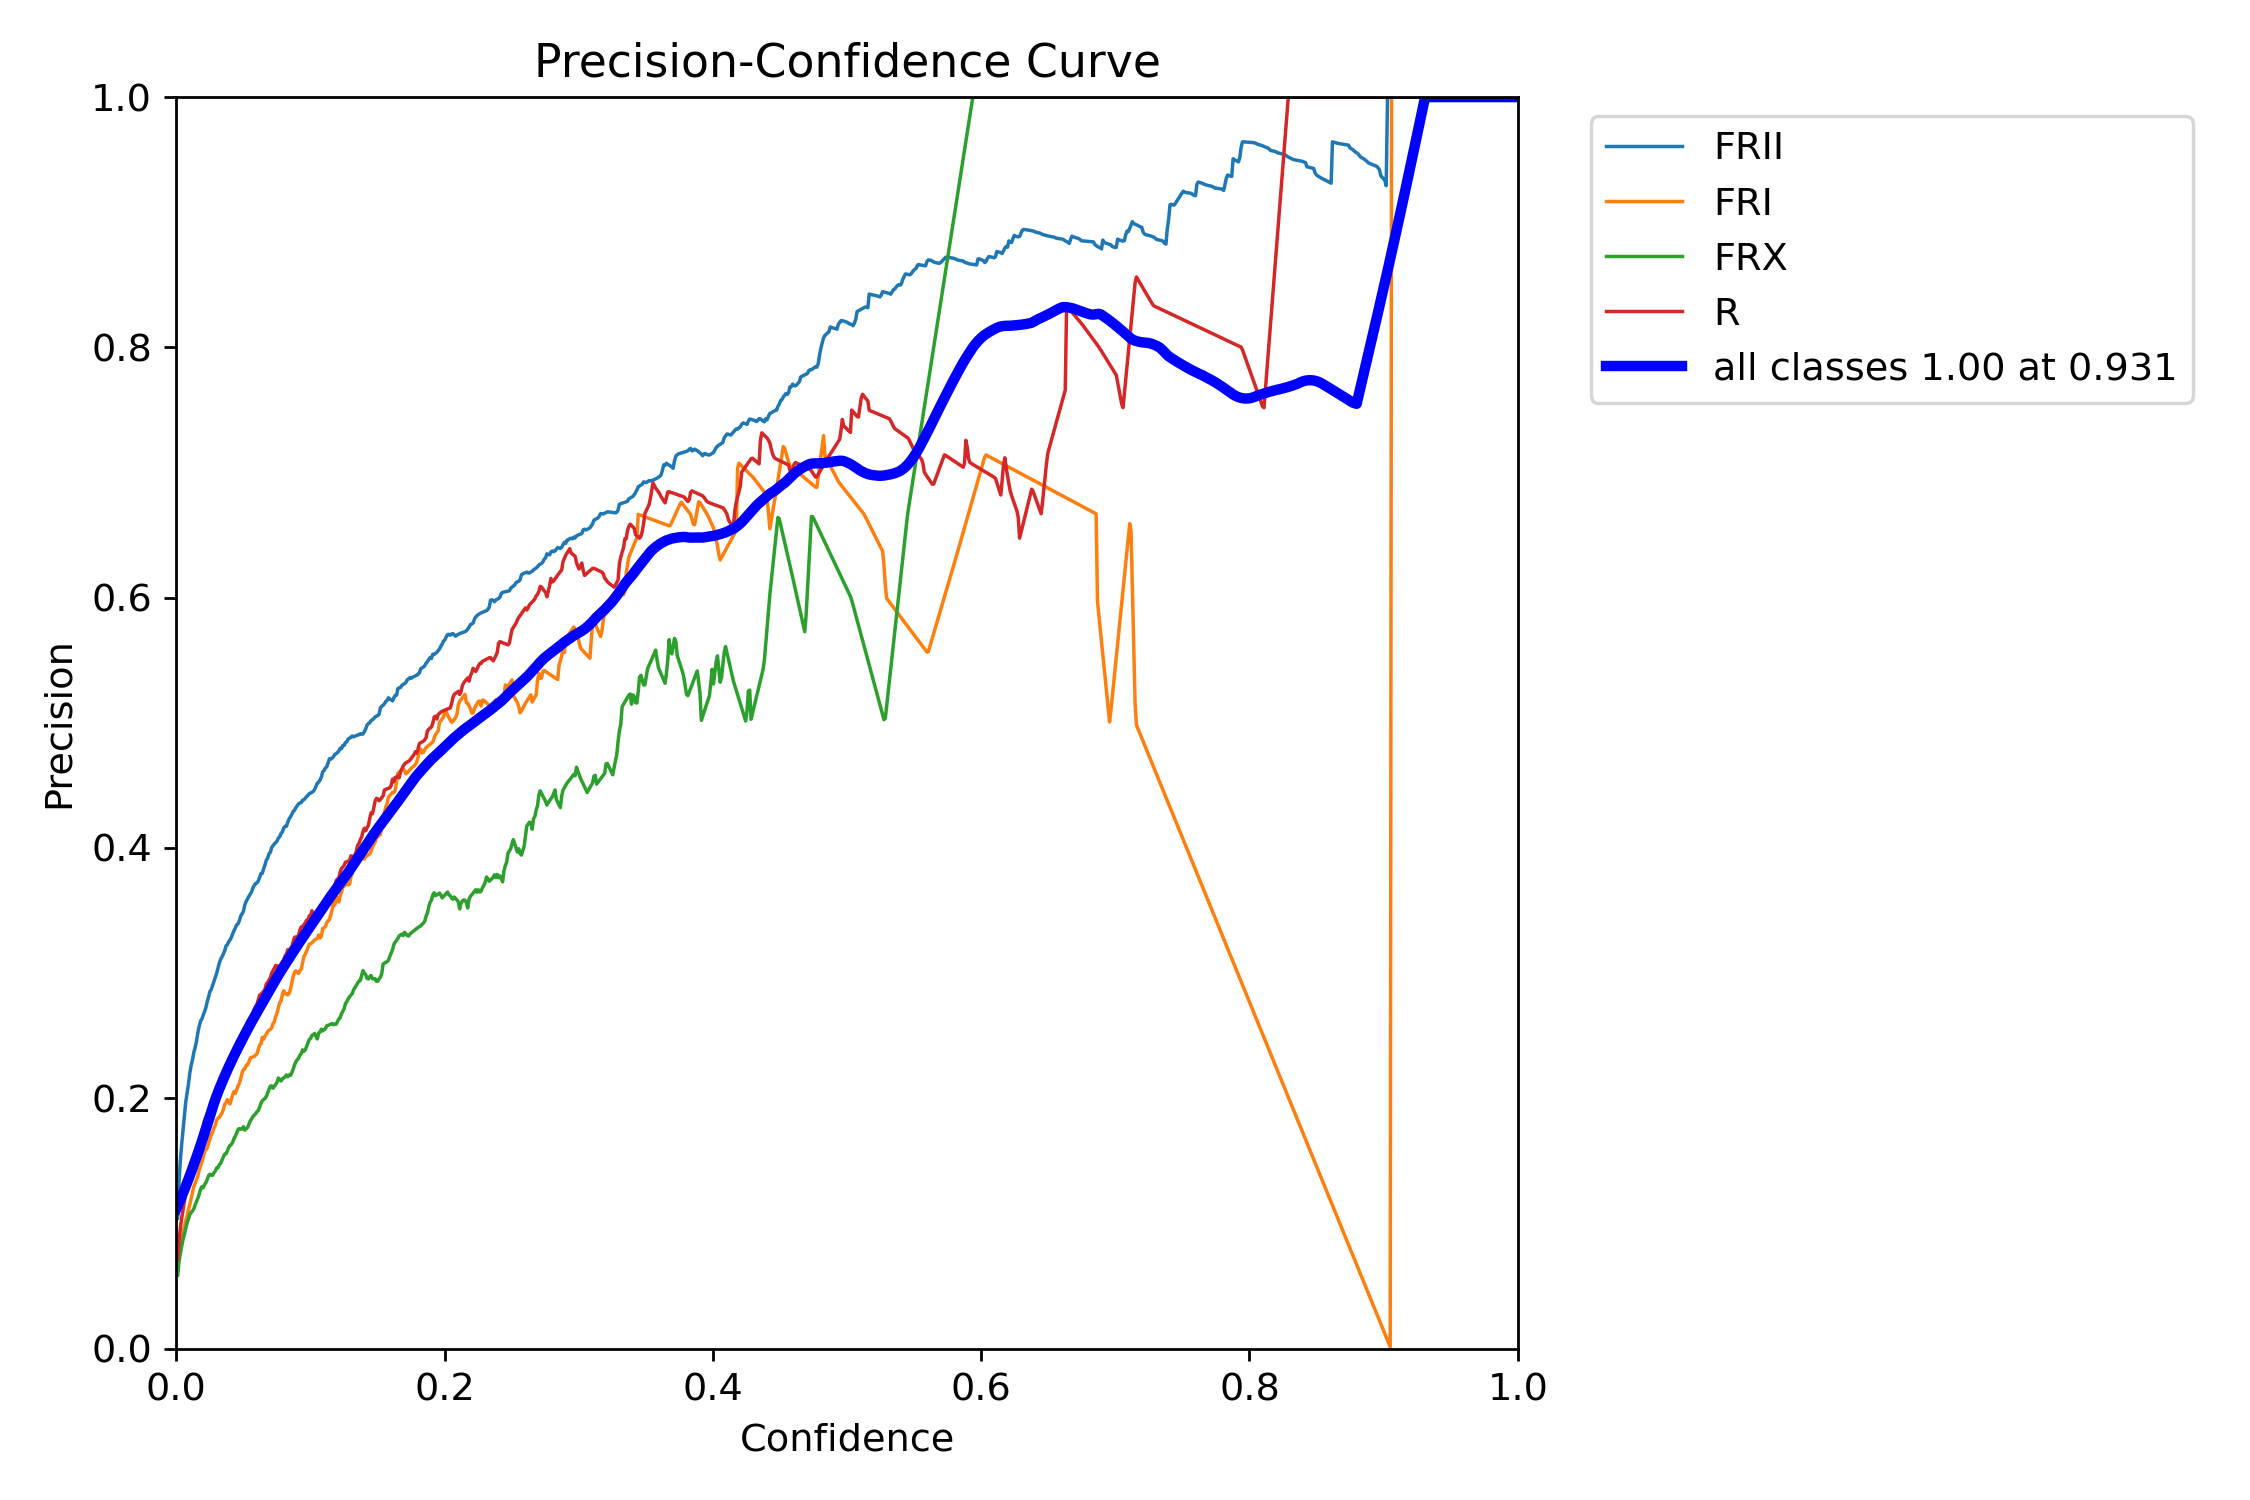 Precision-Confidence Curve
1.0
0.8
0.6
0.4
0.2
0.0
Precision
0.0 0.2 0.4 0.6 0.8 1.0
Confidence
FRII
FRI
FRX
R
all classes 1.00 at 0.931